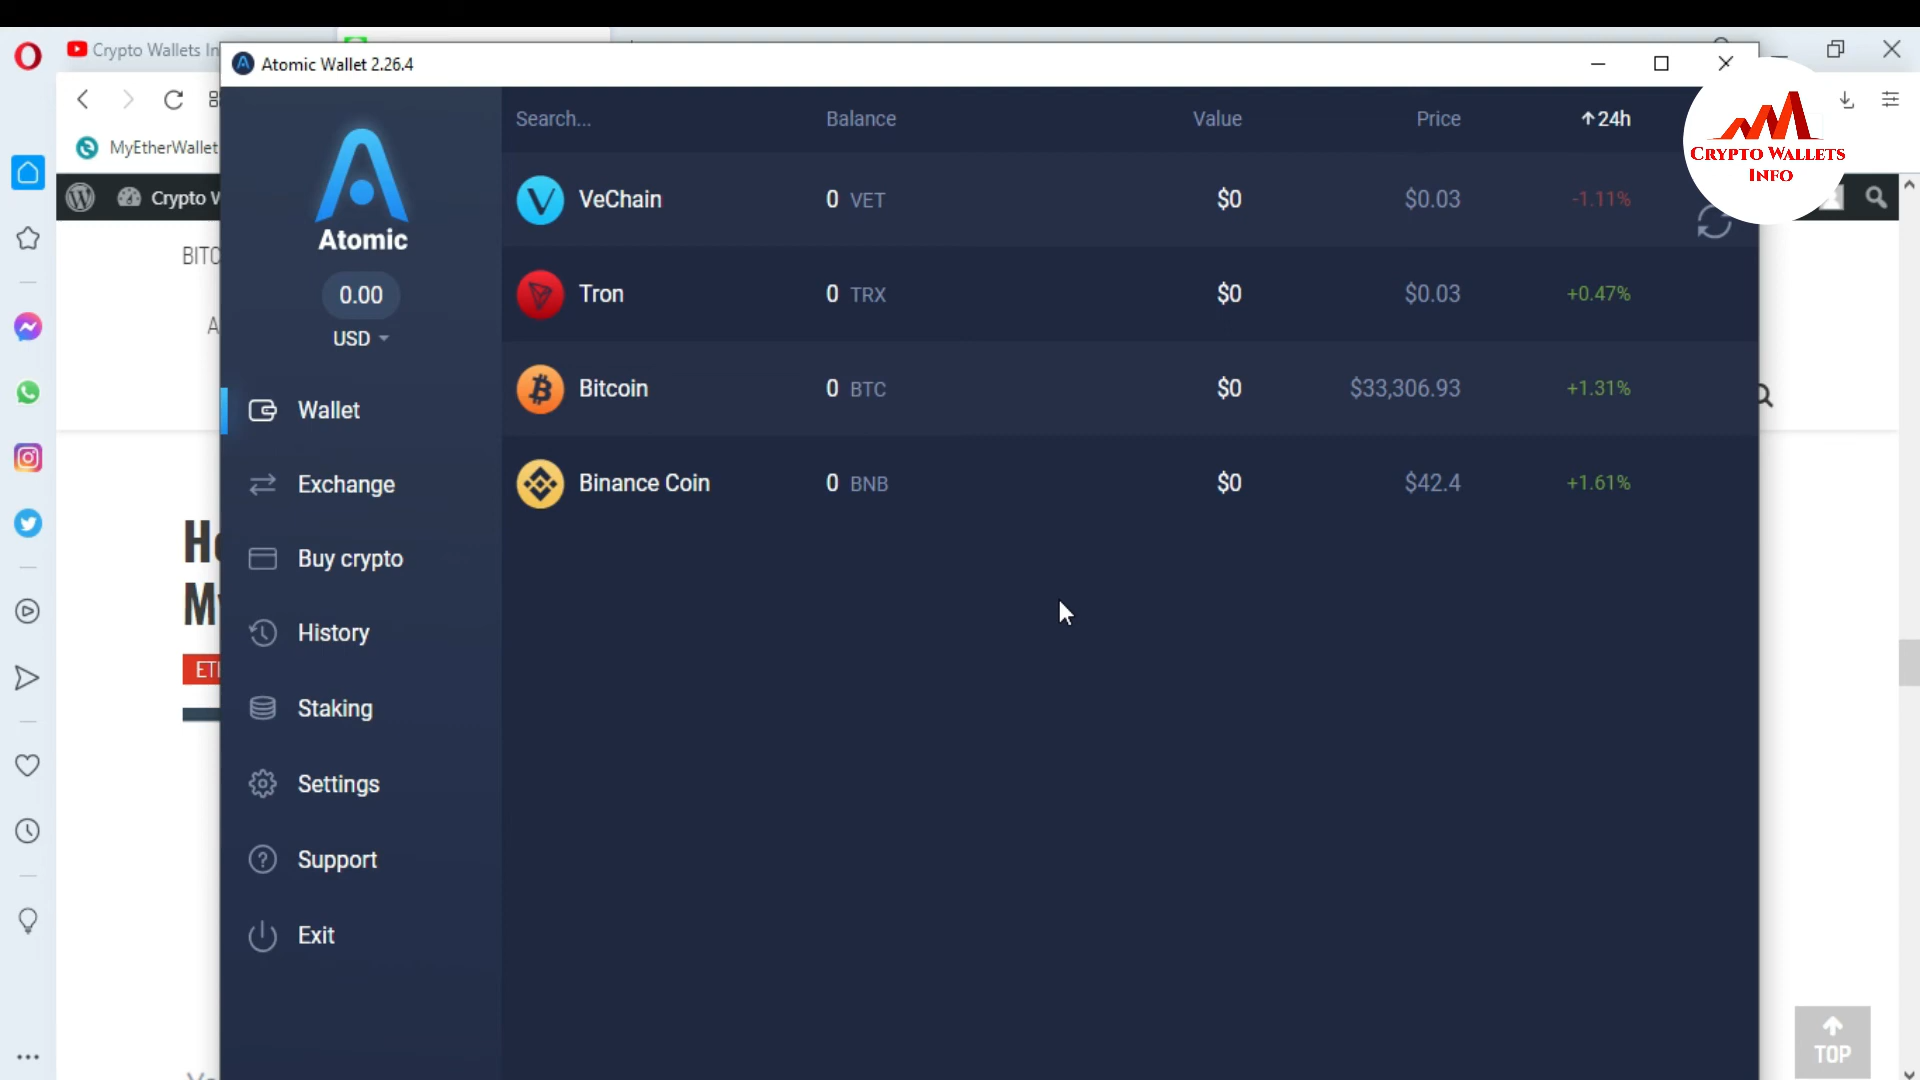 Crypto Wallets In
Atomic Wallet 2.26.4
MyEtherWallet
Crypto W
CRYPTO WALLETS
INFO
BITC
A
Atomic
0.00
USD
Wallet
Exchange
Buy crypto
History
Staking
Settings
Support
Exit
Search... Balance Value Price 24h
VeChain 0 VET $0 $0.03 -1.11%
Tron 0 TRX $0 $0.03 +0.47%
Bitcoin 0 BTC $0 $33,306.93 +1.31%
Binance Coin 0 BNB $0 $42.4 +1.61%
TOP